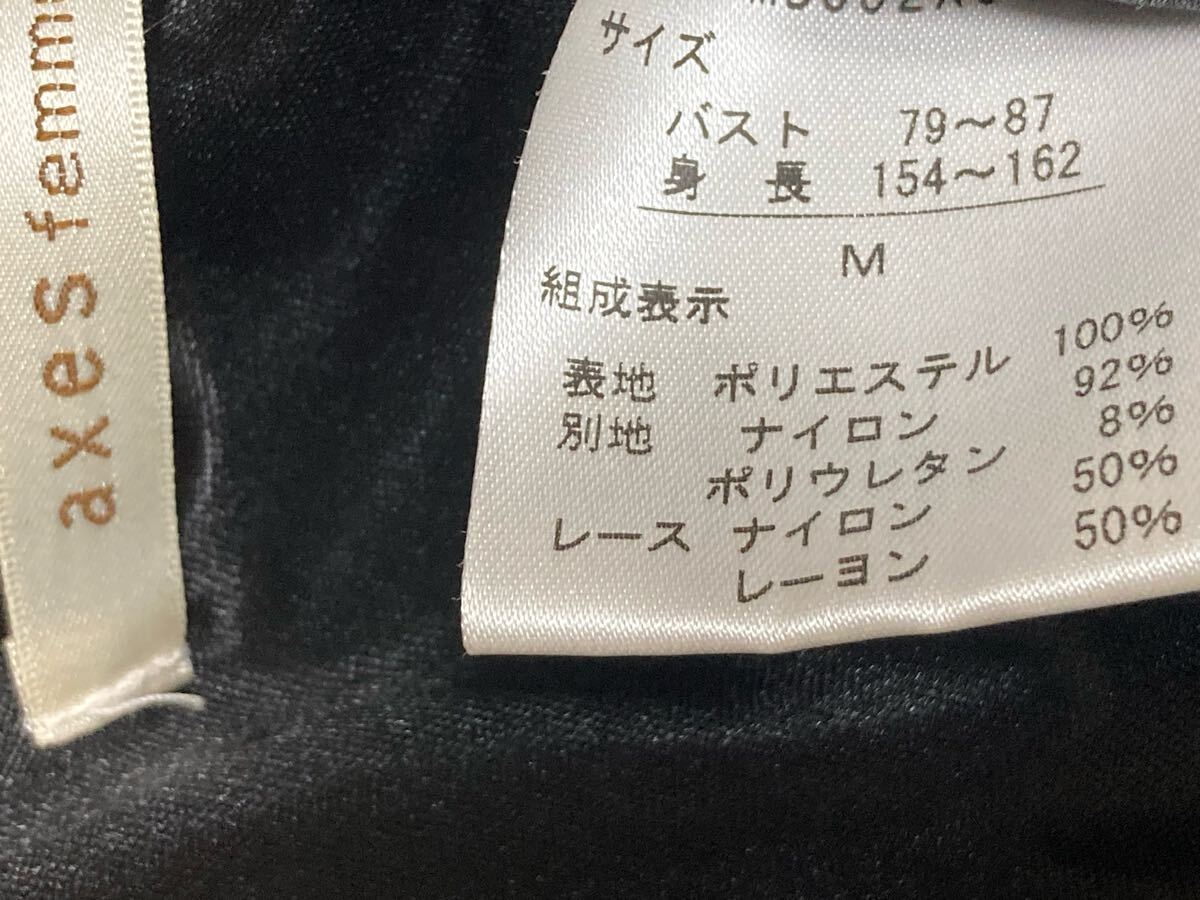 axes femm
サイズ
バスト 79〜87
身長 154〜162
M
組成表示
表地 ポリエステル 100%
別地 ナイロン 92%
ポリウレタン 8%
レース ナイロン 50%
レーヨン 50%